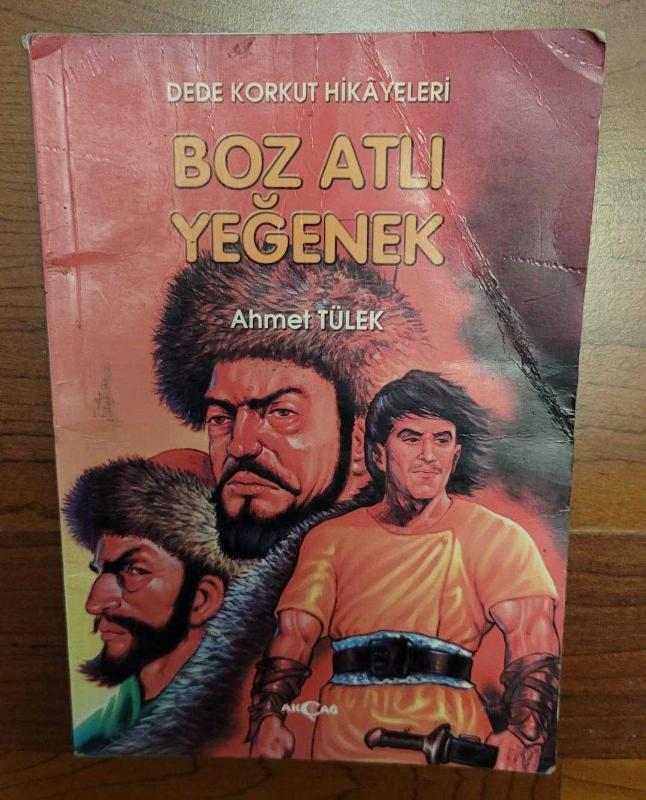 DEDE KORKUT HİKÂYELERİ
BOZ ATLI
YEĞENEK
Ahmet TÜLEK
AKÇAĞ